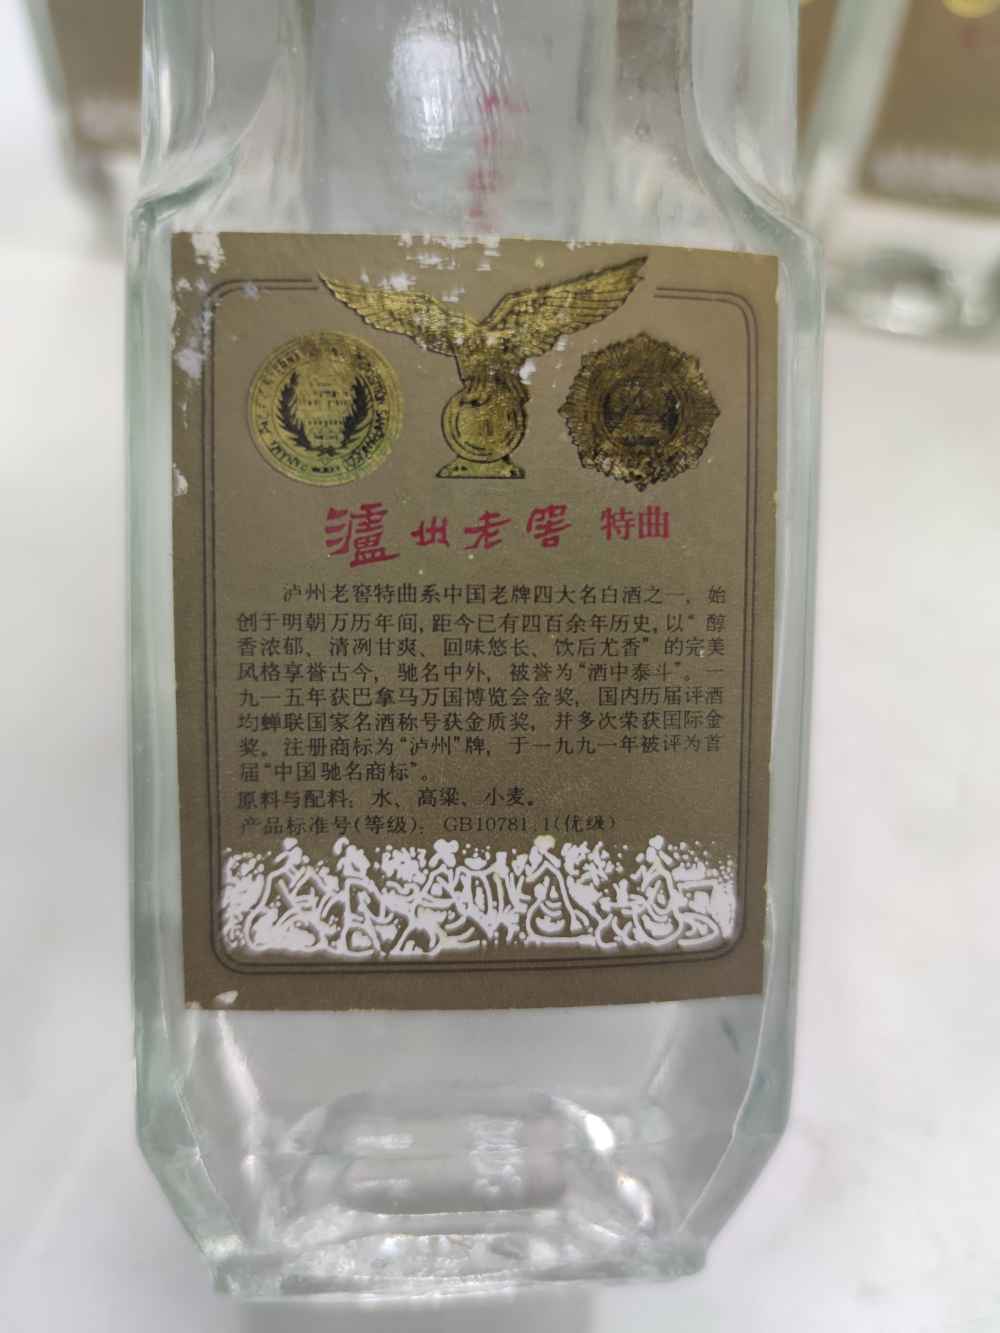 泸州老窖 特曲
泸州老窖特曲系中国老牌四大名白酒之一，始
创于明朝万历年间，距今已有四百余年历史，以“醇
香浓郁、清冽甘爽、回味悠长、饮后尤香”的完美
风格享誉古今，驰名中外，被誉为“酒中泰斗”。一
九一五年获巴拿马万国博览会金奖，国内历届评酒
均蝉联国家名酒称号获金质奖，并多次荣获国际金
奖。注册商标为“泸州”牌，于一九九一年被评为首
届“中国驰名商标”。
原料与配料：水、高粱、小麦。
产品标准号(等级)：GB10781.1(优级)